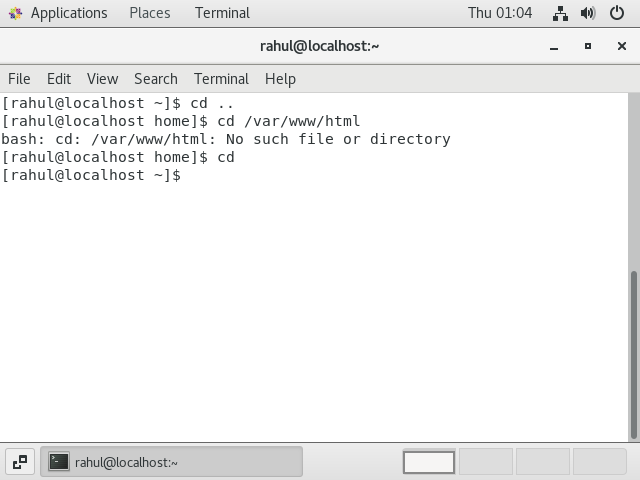 Applications Places Terminal Thu 01:04
rahul@localhost:~
File Edit View Search Terminal Help
[rahul@localhost ~]$ cd ..
[rahul@localhost home]$ cd /var/www/html
bash: cd: /var/www/html: No such file or directory
[rahul@localhost home]$ cd
[rahul@localhost ~]$
rahul@localhost:~